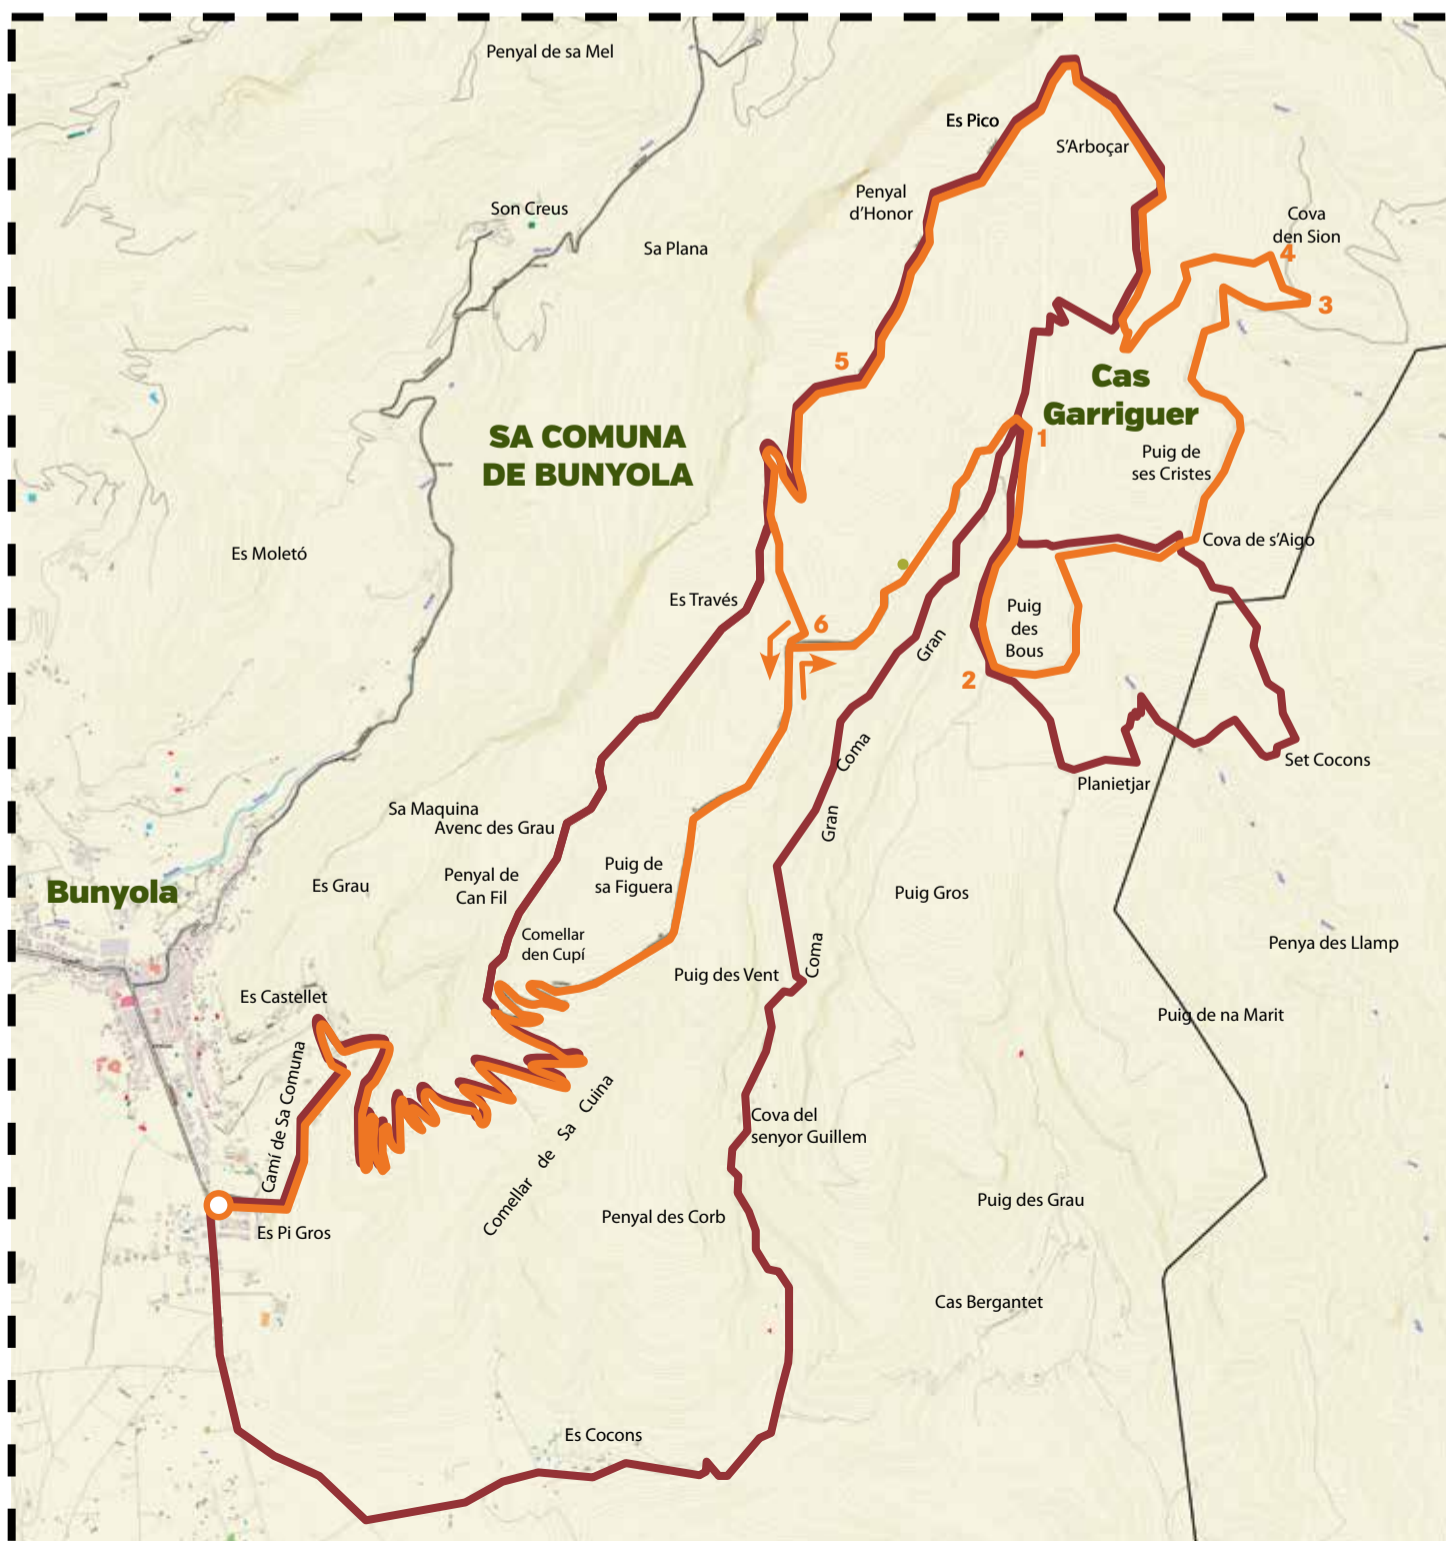 Penyal de sa Mel
Es Pico
S'Arboçar
Penyal
d'Honor
Son Creus
Cova
den Sion
Sa Plana
4
3
5
Cas
Garriguer
1
SA COMUNA
DE BUNYOLA
Puig de
ses Cristes
Es Moletó
Cova de s'Aigo
Es Través
Puig
des
Bous
6
Gran
2
Coma
Set Cocons
Planietjar
Sa Maquina
Avenc des Grau
Gran
Bunyola
Es Grau
Penyal de
Can Fil
Puig de
sa Figuera
Puig Gros
Comellar
den Cupí
Penya des Llamp
Puig des Vent
Coma
Es Castellet
Puig de na Marit
Camí de Sa Comuna
Comellar de Sa Cuina
Cova del
senyor Guillem
Puig des Grau
Penyal des Corb
Es Pi Gros
Cas Bergantet
Es Cocons